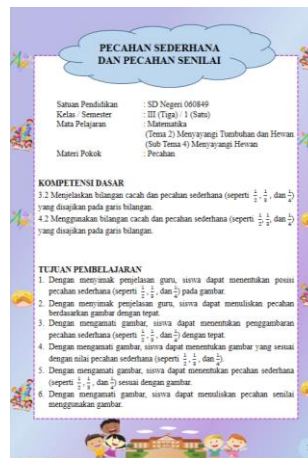 PECAHAN SEDERHANA
DAN PECAHAN SENILAI
Satuan Pendidikan : SD Negeri 060849
Kelas / Semester : III (Tiga) / 1 (Satu)
Mata Pelajaran : Matematika
(Tema 2) Menyayangi Tumbuhan dan Hewan
(Sub Tema 4) Menyayangi Hewan
Materi Pokok : Pecahan
KOMPETENSI DASAR
3.2 Menjelaskan bilangan cacah dan pecahan sederhana (seperti 1/2, 1/3, dan 1/4)
yang disajikan pada garis bilangan.
4.2 Menggunakan bilangan cacah dan pecahan sederhana (seperti 1/2, 1/3, dan 1/4)
yang disajikan pada garis bilangan.
TUJUAN PEMBELAJARAN
1. Dengan menyimak penjelasan guru, siswa dapat menentukan posisi
pecahan sederhana (seperti 1/2, 1/3, dan 1/4) pada gambar.
2. Dengan menyimak penjelasan guru, siswa dapat menuliskan pecahan
berdasarkan gambar dengan tepat.
3. Dengan mengamati gambar, siswa dapat menentukan penggambaran
pecahan sederhana (seperti 1/2, 1/3, dan 1/4) dengan tepat.
4. Dengan mengamati gambar, siswa dapat menentukan gambar yang sesuai
dengan nilai pecahan sederhana (seperti 1/2, 1/3, dan 1/4).
5. Dengan mengamati gambar, siswa dapat menentukan pecahan sederhana
(seperti 1/2, 1/3, dan 1/4) sesuai dengan gambar.
6. Dengan mengamati gambar, siswa dapat menuliskan pecahan senilai
menggunakan gambar.